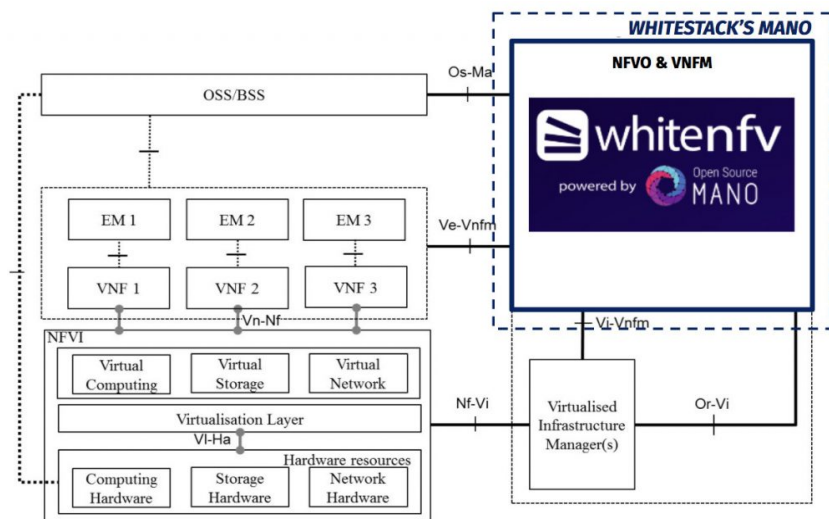 WHITESTACK'S MANO
NFVO & VNFM
whitenfv
powered by
Open Source
MANO
Os-Ma
OSS/BSS
EM 1
EM 2
EM 3
Ve-Vnfm
VNF 1
VNF 2
VNF 3
Vn-Nf
NFVI
Virtual
Computing
Virtual
Storage
Virtual
Network
Virtualisation Layer
Vl-Ha
Hardware resources
Computing
Hardware
Storage
Hardware
Network
Hardware
Nf-Vi
Vi-Vnfm
Virtualised
Infrastructure
Manager(s)
Or-Vi